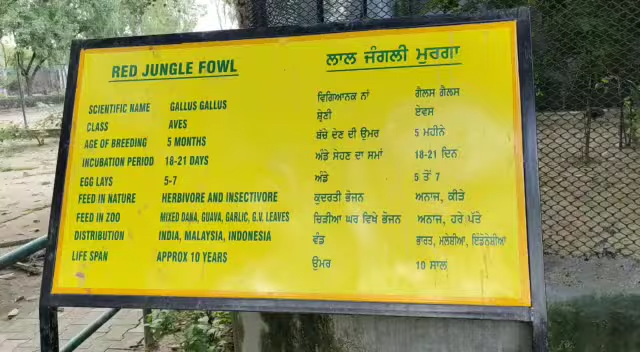 RED JUNGLE FOWL
SCIENTIFIC NAME GALLUS GALLUS
CLASS AVES
AGE OF BREEDING 5 MONTHS
INCUBATION PERIOD 18-21 DAYS
EGG LAYS 5-7
FEED IN NATURE HERBIVORE AND INSECTIVORE
FEED IN ZOO MIXED DANA, GUAVA, GARLIC, G.V. LEAVES
DISTRIBUTION INDIA, MALAYSIA, INDONESIA
LIFE SPAN APPROX 10 YEARS
ਲਾਲ ਜੰਗਲੀ ਮੁਰਗਾ
ਵਿਗਿਆਨਕ ਨਾਂ ਗੈਲਸ ਗੈਲਸ
ਸ਼੍ਰੇਣੀ ਏਵਸ
ਬੱਚੇ ਦੇਣ ਦੀ ਉਮਰ 5 ਮਹੀਨੇ
ਅੰਡੇ ਸੇਹਣ ਦਾ ਸਮਾਂ 18-21 ਦਿਨ
ਅੰਡੇ 5 ਤੋਂ 7
ਕੁਦਰਤੀ ਭੋਜਨ ਅਨਾਜ, ਕੀੜੇ
ਚਿੜੀਆ ਘਰ ਵਿਖੇ ਭੋਜਨ ਅਨਾਜ, ਹਰੇ ਪੱਤੇ
ਵੰਡ ਭਾਰਤ, ਮਲੇਸ਼ੀਆ, ਇੰਡੋਨੇਸ਼ੀਆ
ਉਮਰ 10 ਸਾਲ